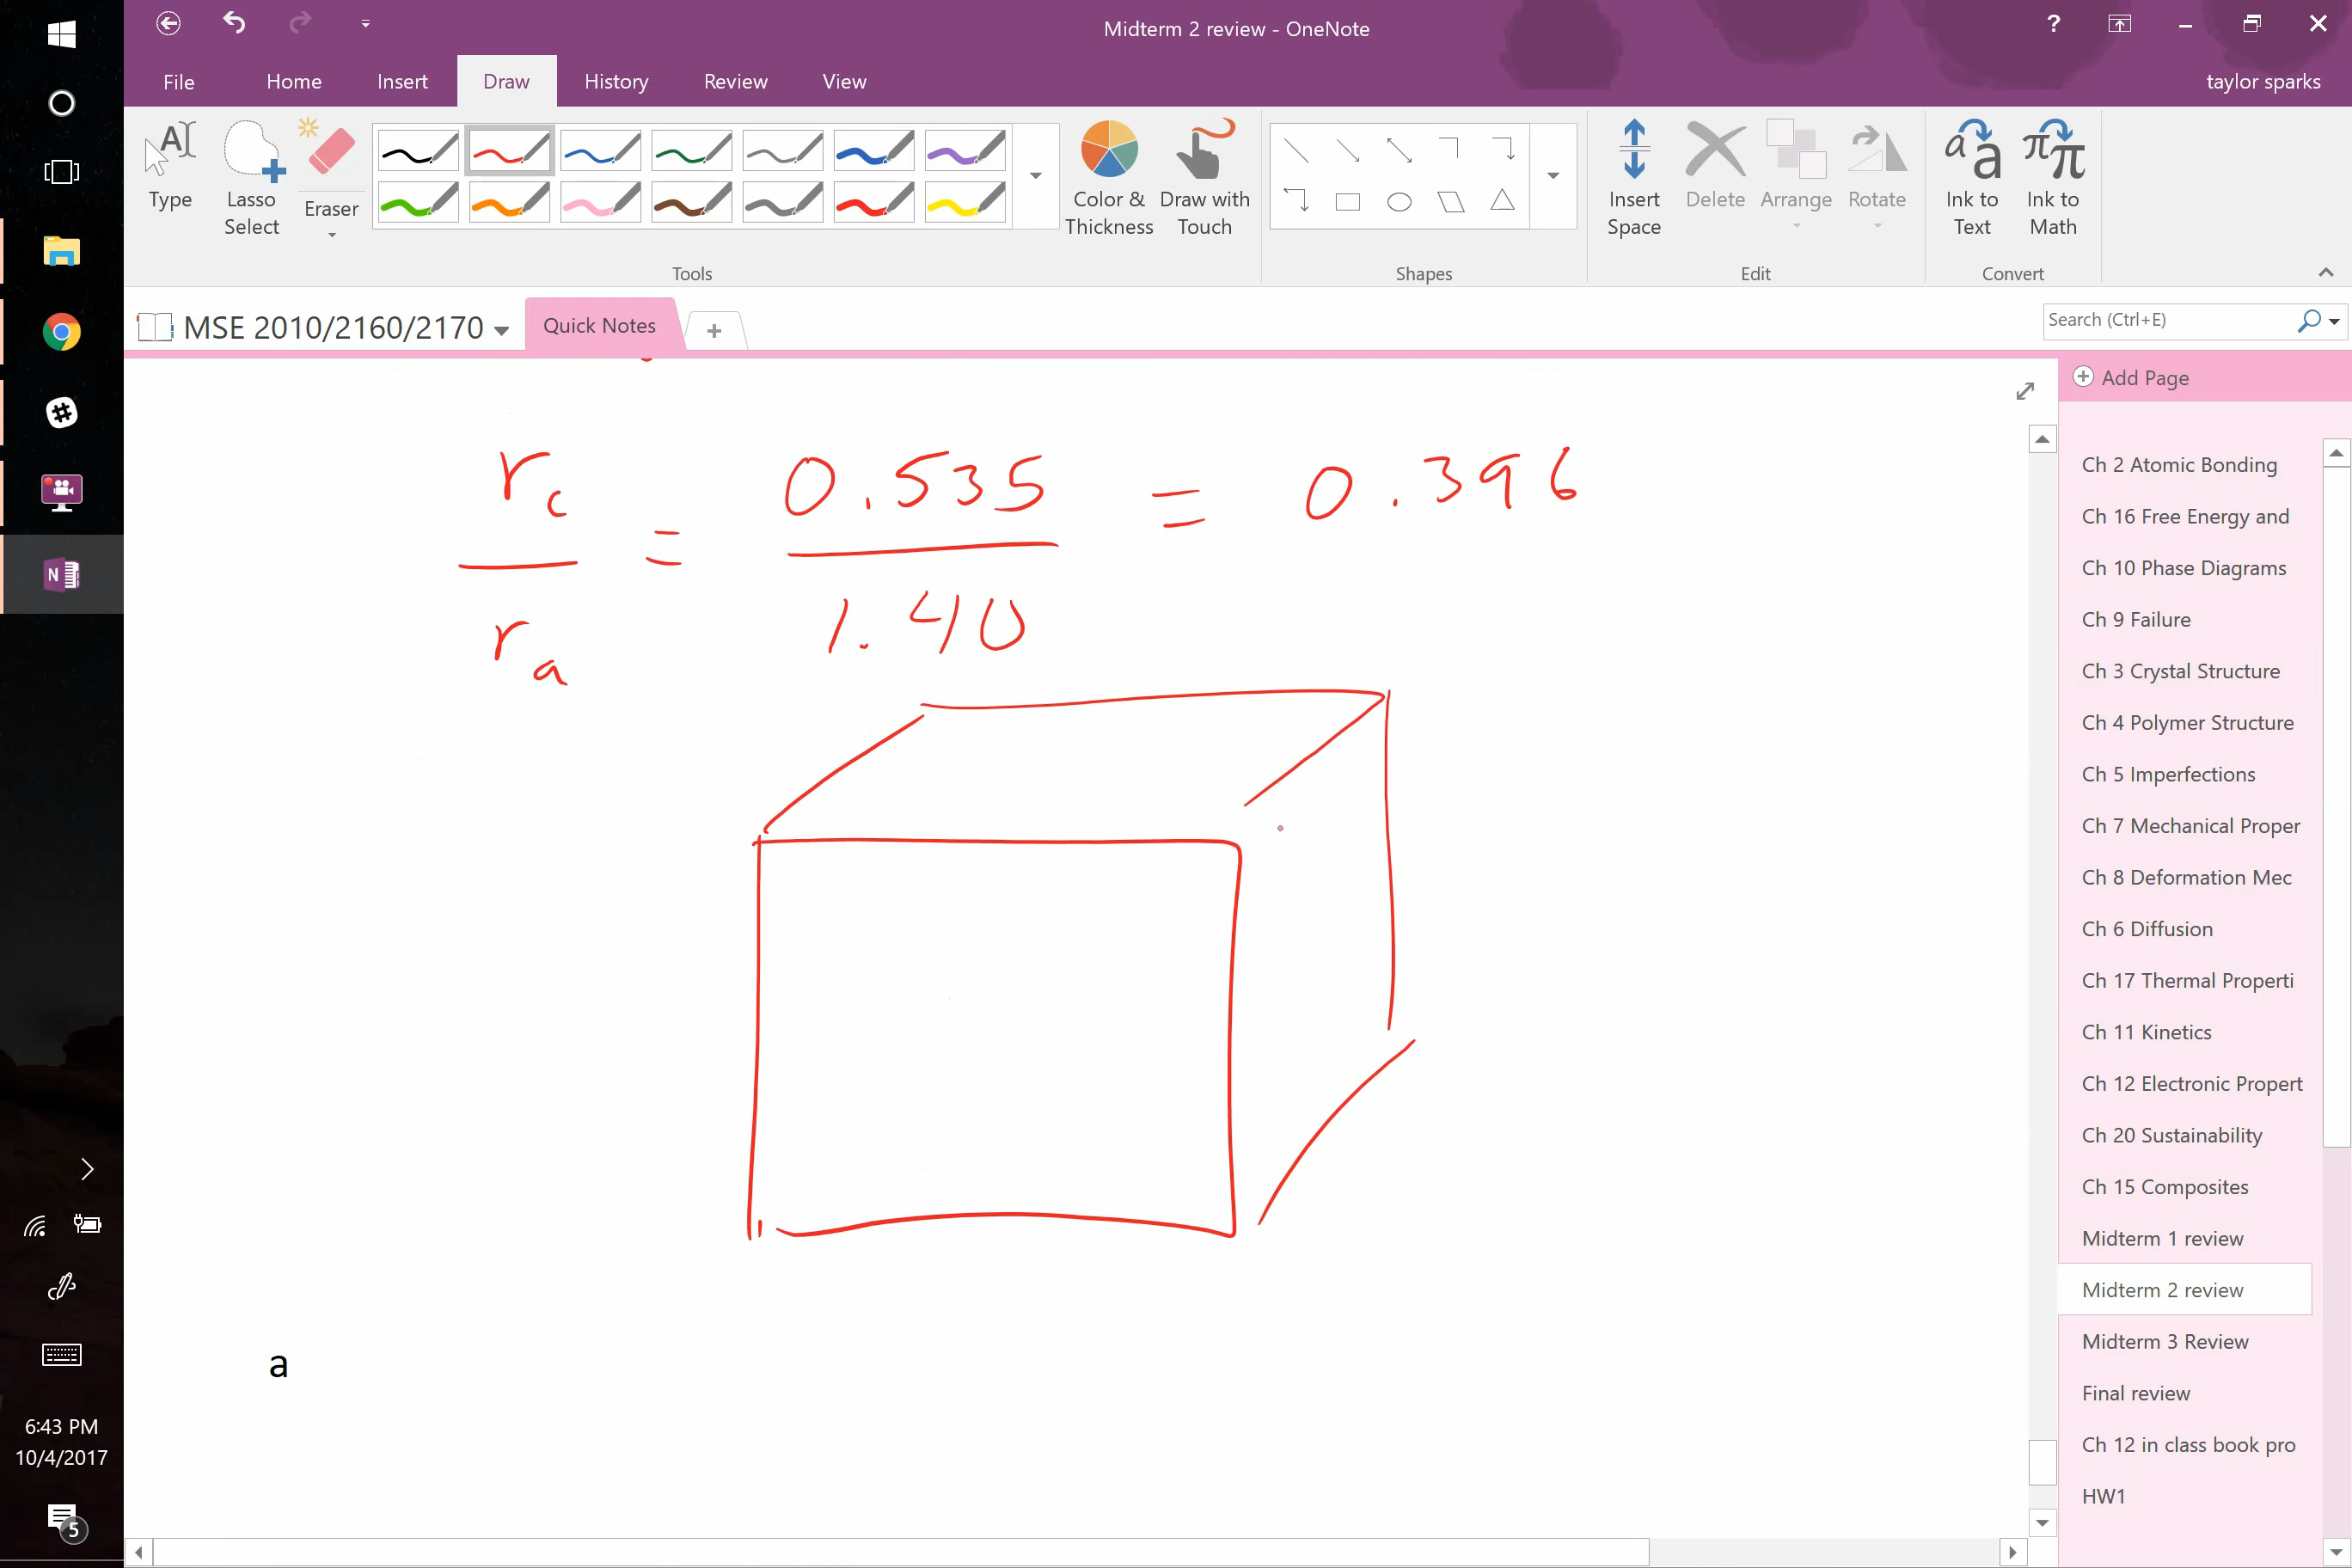 Midterm 2 review - OneNote
?
File Home Insert Draw History Review View
taylor sparks
Type
Lasso
Select
Eraser
Color &
Thickness
Draw with
Touch
Insert
Space
Delete
Arrange
Rotate
Ink to
Text
Ink to
Math
Tools
Shapes
Edit
Convert
MSE 2010/2160/2170
Quick Notes
+
Search (Ctrl+E)
Add Page
Ch 2 Atomic Bonding
Ch 16 Free Energy and
Ch 10 Phase Diagrams
Ch 9 Failure
Ch 3 Crystal Structure
Ch 4 Polymer Structure
Ch 5 Imperfections
Ch 7 Mechanical Proper
Ch 8 Deformation Mec
Ch 6 Diffusion
Ch 17 Thermal Properti
Ch 11 Kinetics
Ch 12 Electronic Propert
Ch 20 Sustainability
Ch 15 Composites
Midterm 1 review
Midterm 2 review
Midterm 3 Review
Final review
Ch 12 in class book pro
HW1
rc / ra = 0.535 / 1.40 = 0.396
a
6:43 PM
10/4/2017
5